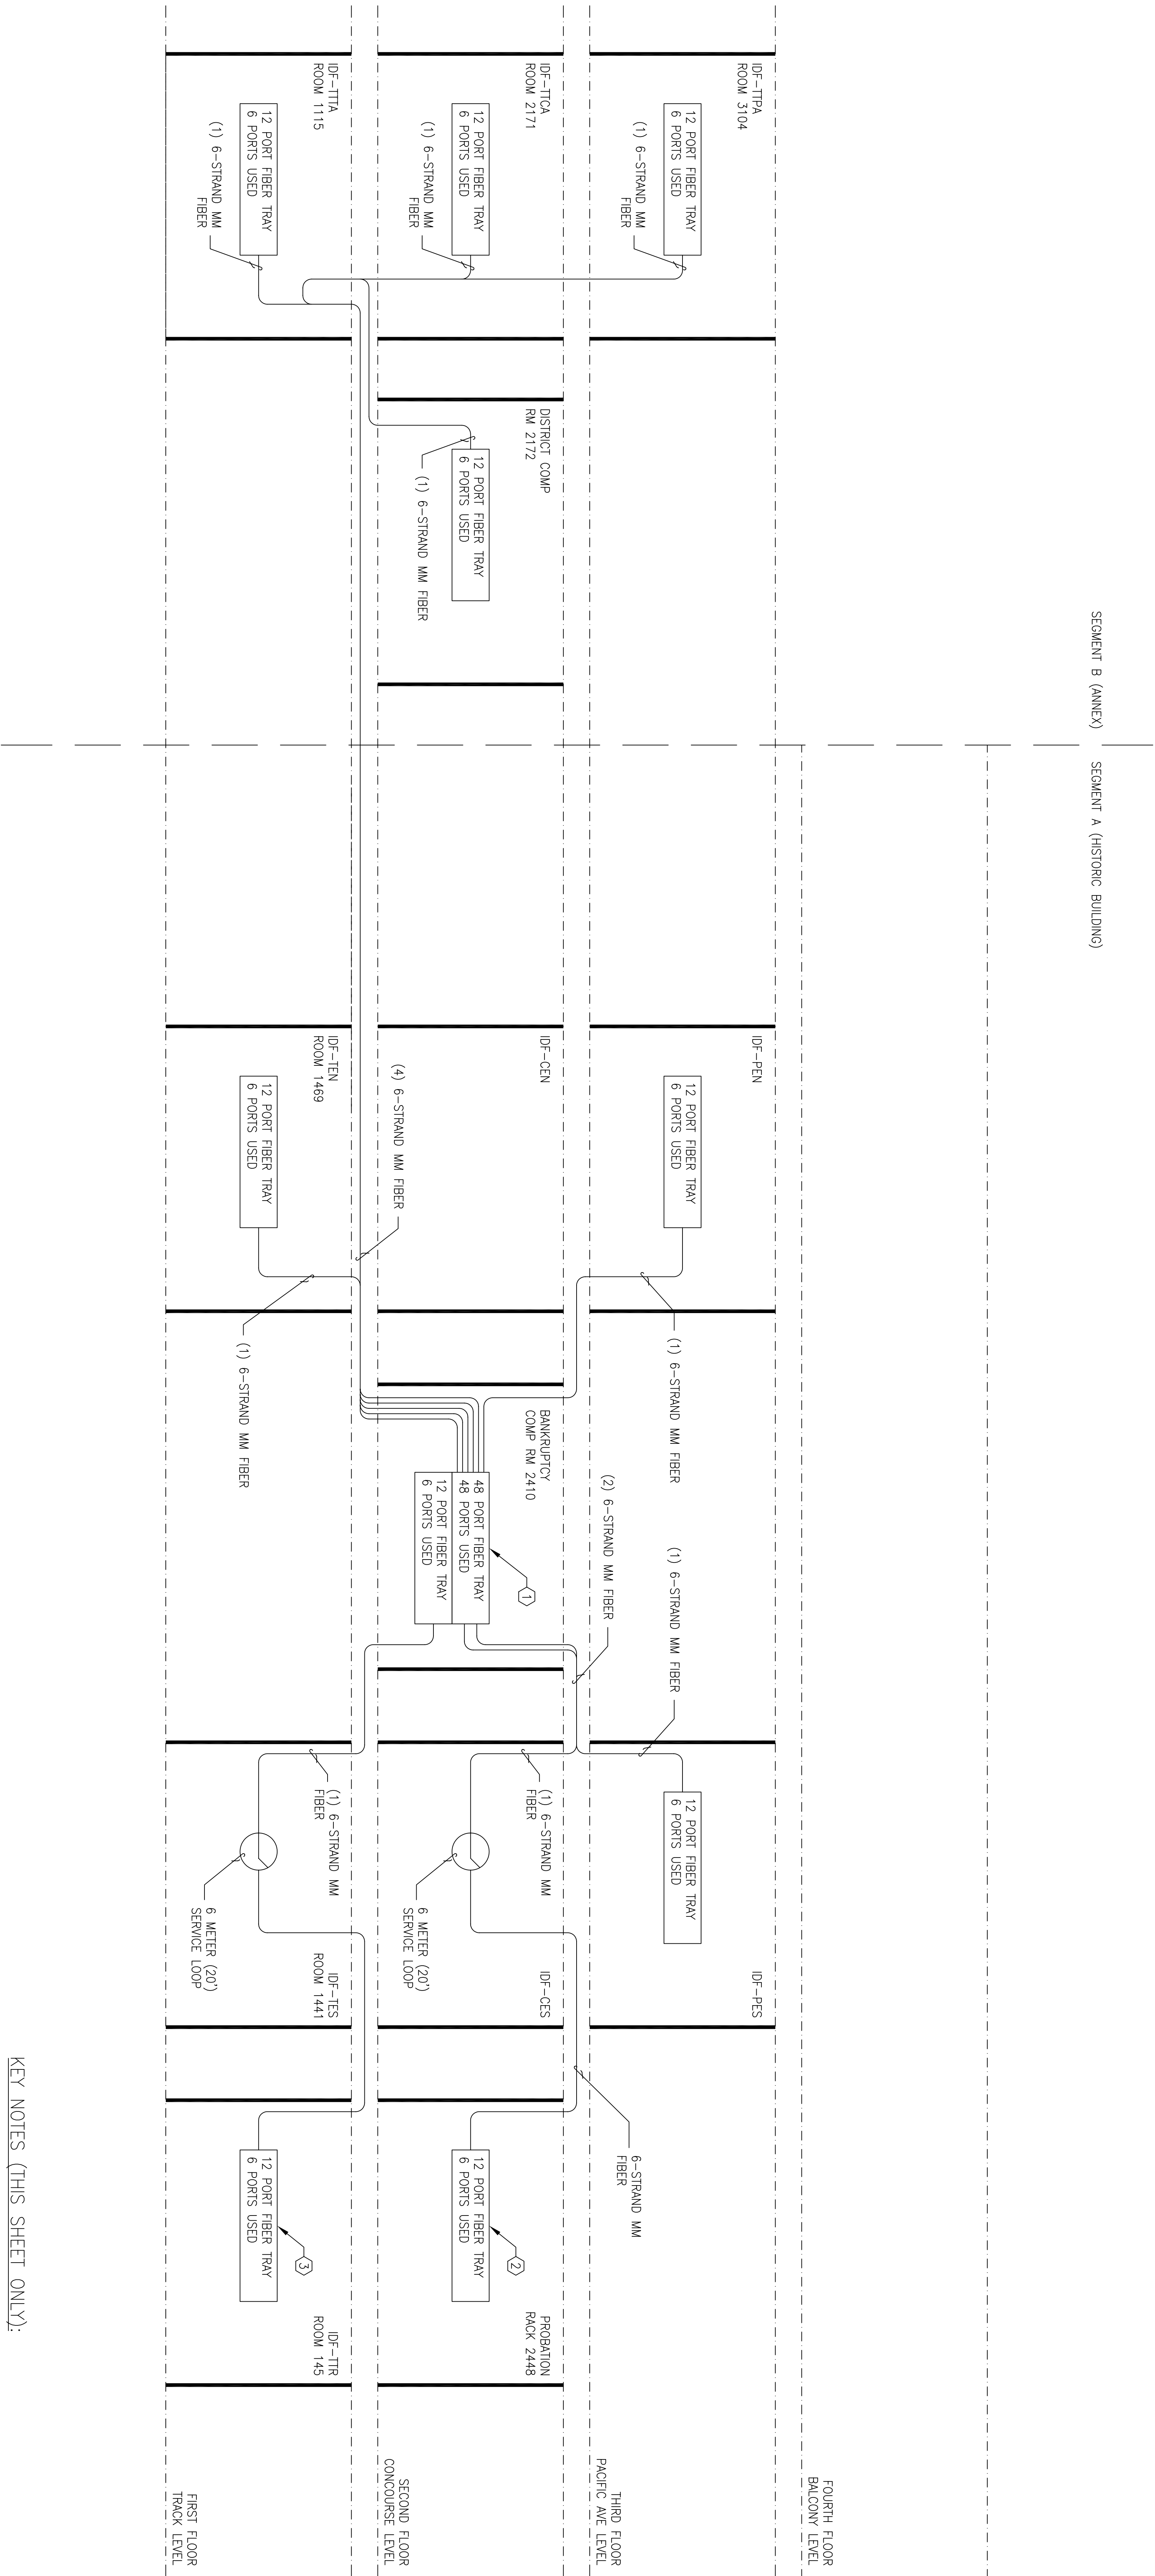 SEGMENT B (ANNEX)
SEGMENT A (HISTORIC BUILDING)
FOURTH FLOOR
BALCONY LEVEL
IDF-TTPA
ROOM 3104
12 PORT FIBER TRAY
6 PORTS USED
(1) 6-STRAND MM
FIBER
IDF-PEN
12 PORT FIBER TRAY
6 PORTS USED
(1) 6-STRAND MM FIBER
(1) 6-STRAND MM FIBER
(2) 6-STRAND MM FIBER
12 PORT FIBER TRAY
6 PORTS USED
IDF-PES
6-STRAND MM
FIBER
THIRD FLOOR
PACIFIC AVE LEVEL
IDF-TTCA
ROOM 2171
12 PORT FIBER TRAY
6 PORTS USED
(1) 6-STRAND MM
FIBER
DISTRICT COMP
RM 2172
12 PORT FIBER TRAY
6 PORTS USED
(1) 6-STRAND MM FIBER
IDF-CEN
(4) 6-STRAND MM FIBER
BANKRUPTCY
COMP RM 2410
1
48 PORT FIBER TRAY
48 PORTS USED
12 PORT FIBER TRAY
6 PORTS USED
(1) 6-STRAND MM
FIBER
6 METER (20')
SERVICE LOOP
IDF-CES
2
12 PORT FIBER TRAY
6 PORTS USED
PROBATION
RACK 2448
SECOND FLOOR
CONCOURSE LEVEL
IDF-TTTA
ROOM 1115
12 PORT FIBER TRAY
6 PORTS USED
(1) 6-STRAND MM
FIBER
IDF-TEN
ROOM 1469
12 PORT FIBER TRAY
6 PORTS USED
(1) 6-STRAND MM FIBER
(1) 6-STRAND MM
FIBER
6 METER (20')
SERVICE LOOP
IDF-TES
ROOM 1441
3
12 PORT FIBER TRAY
6 PORTS USED
IDF-TTR
ROOM 145
FIRST FLOOR
TRACK LEVEL
KEY NOTES (THIS SHEET ONLY):